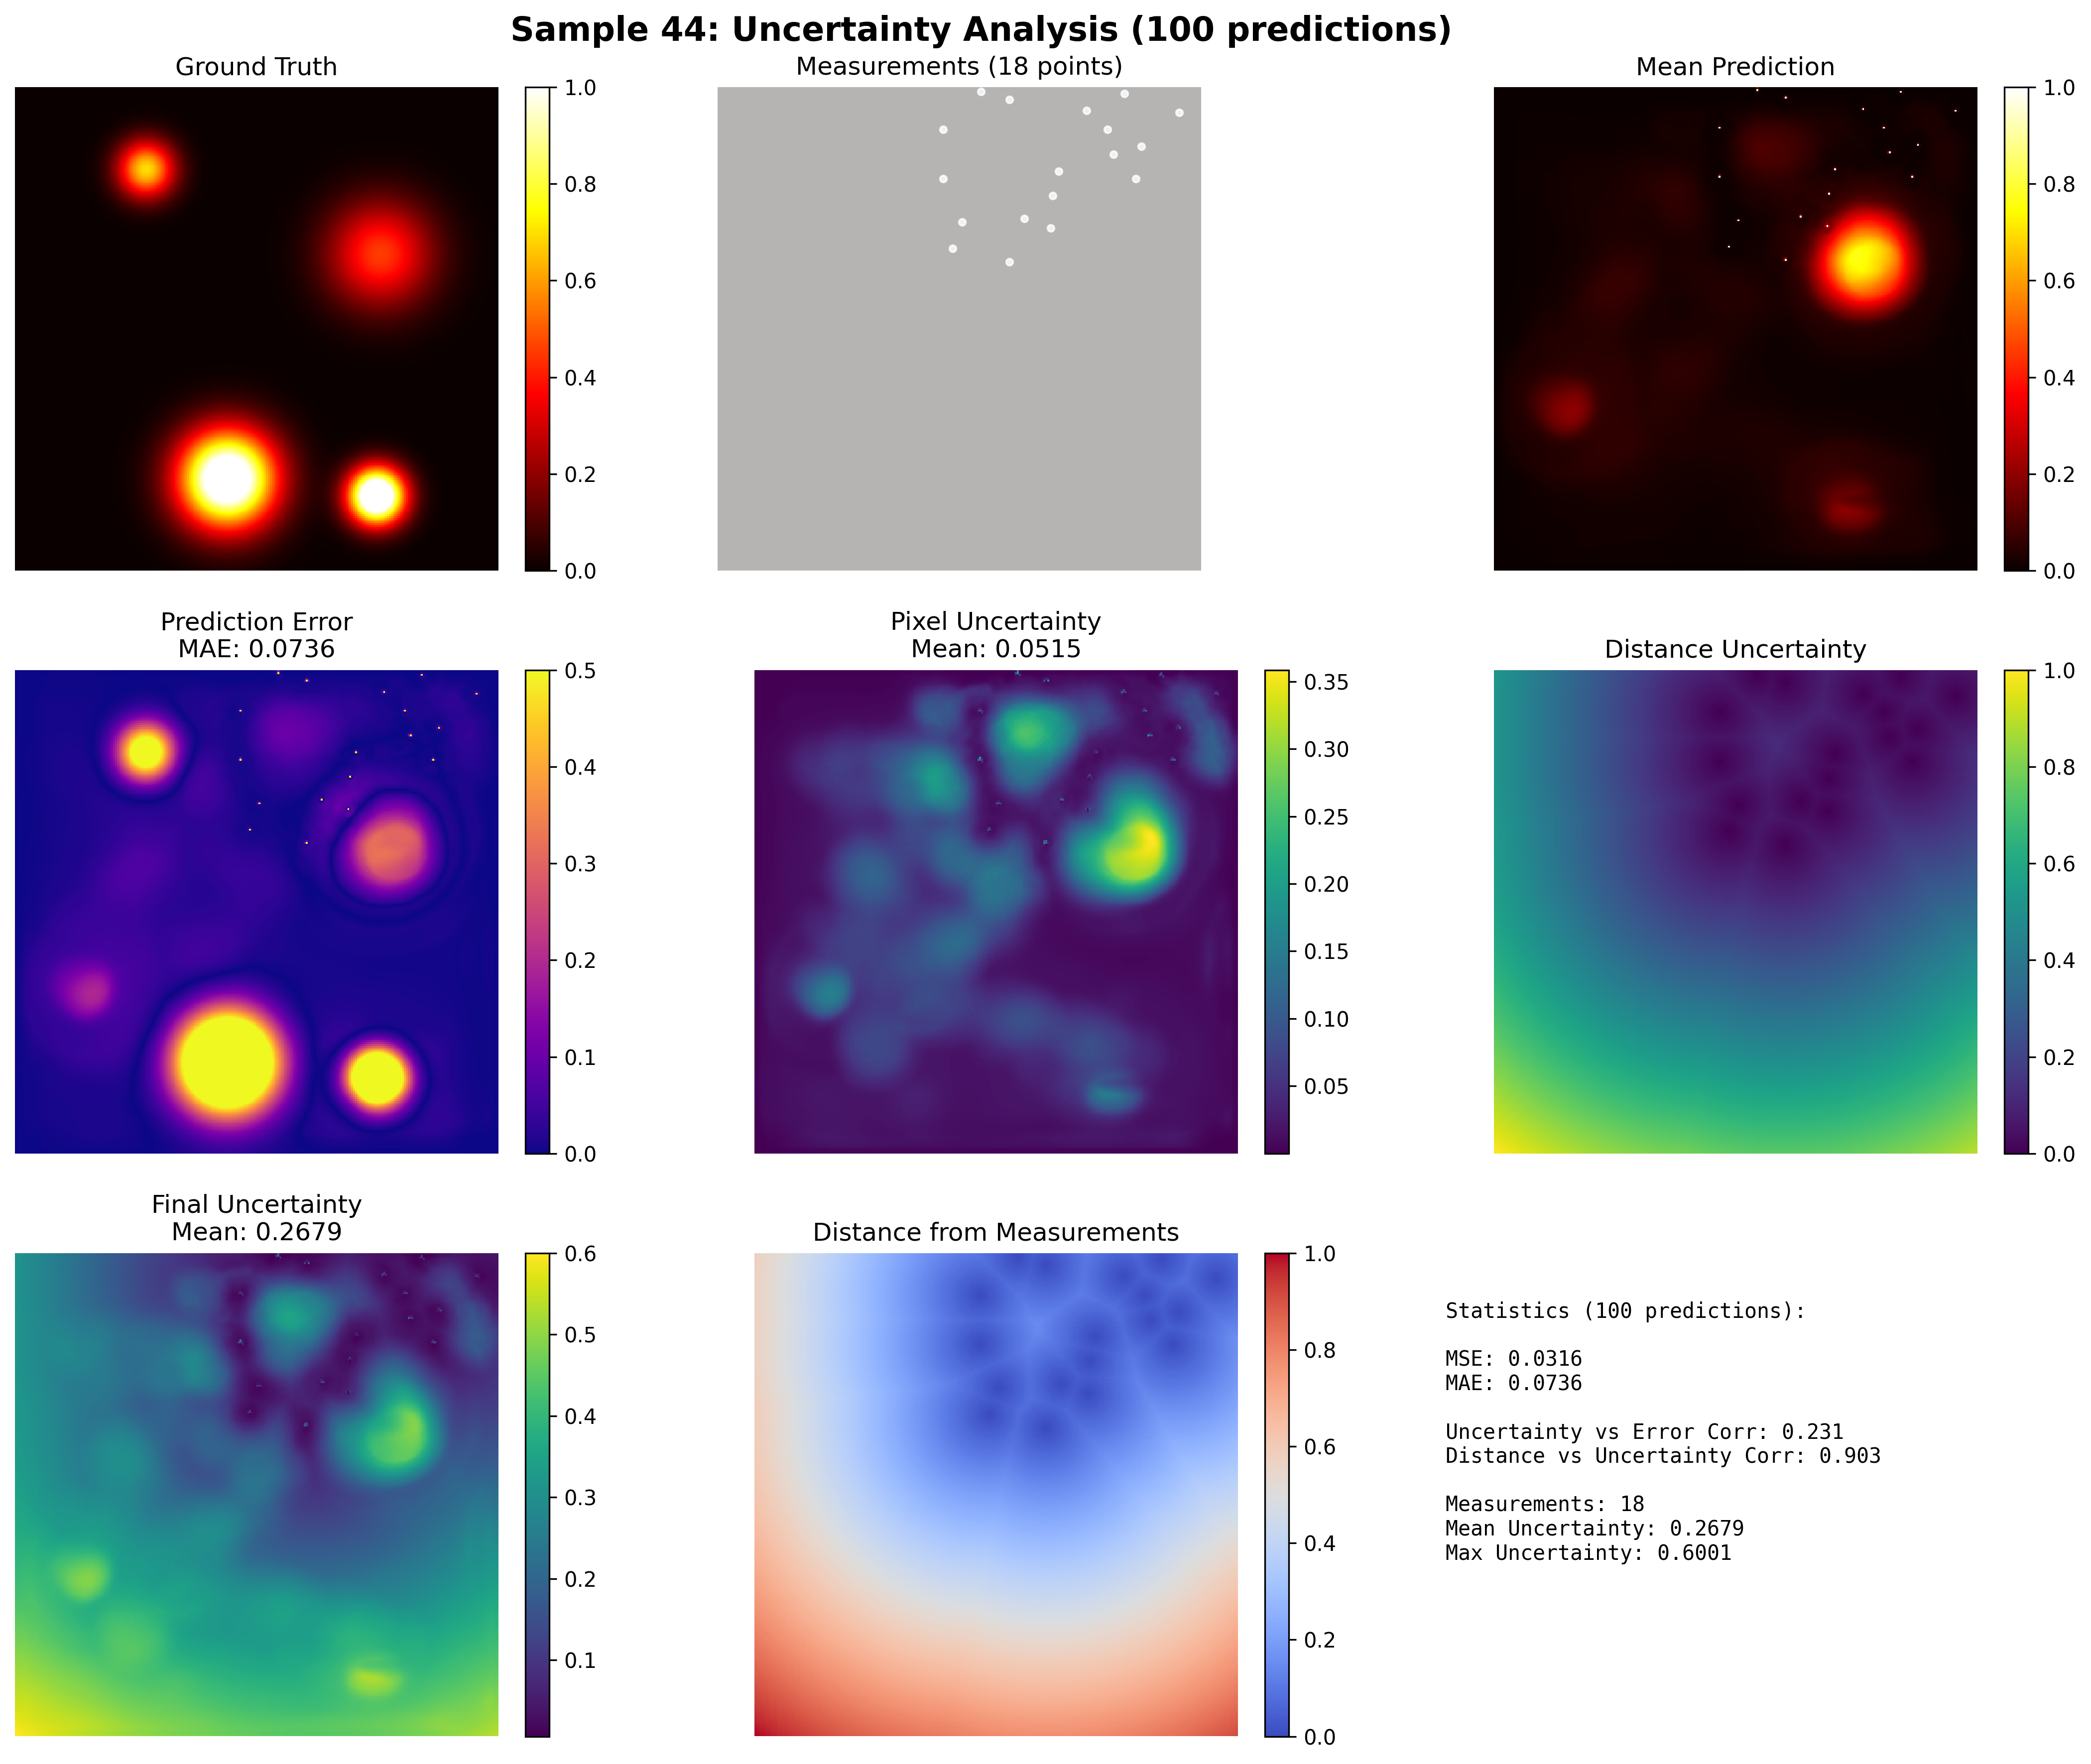 Sample 44: Uncertainty Analysis (100 predictions)
Ground Truth
1.0
0.8
0.6
0.4
0.2
0.0
Measurements (18 points)
Mean Prediction
1.0
0.8
0.6
0.4
0.2
0.0
Prediction Error
MAE: 0.0736
0.5
0.4
0.3
0.2
0.1
0.0
Pixel Uncertainty
Mean: 0.0515
0.35
0.30
0.25
0.20
0.15
0.10
0.05
Distance Uncertainty
1.0
0.8
0.6
0.4
0.2
0.0
Final Uncertainty
Mean: 0.2679
0.6
0.5
0.4
0.3
0.2
0.1
Distance from Measurements
1.0
0.8
0.6
0.4
0.2
0.0
Statistics (100 predictions):
MSE: 0.0316
MAE: 0.0736
Uncertainty vs Error Corr: 0.231
Distance vs Uncertainty Corr: 0.903
Measurements: 18
Mean Uncertainty: 0.2679
Max Uncertainty: 0.6001